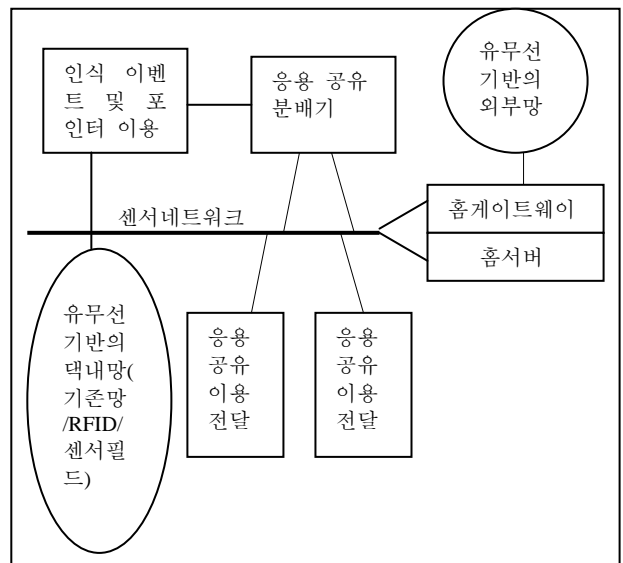 인식 이벤
트 및 포
인터 이용
응용 공유
분배기
유무선
기반의
외부망
센서네트워크
홈게이트웨이
홈서버
유무선
기반의
댁내망(
기존망
/RFID/
센서필
드)
응용
공유
이용
전달
응용
공유
이용
전달